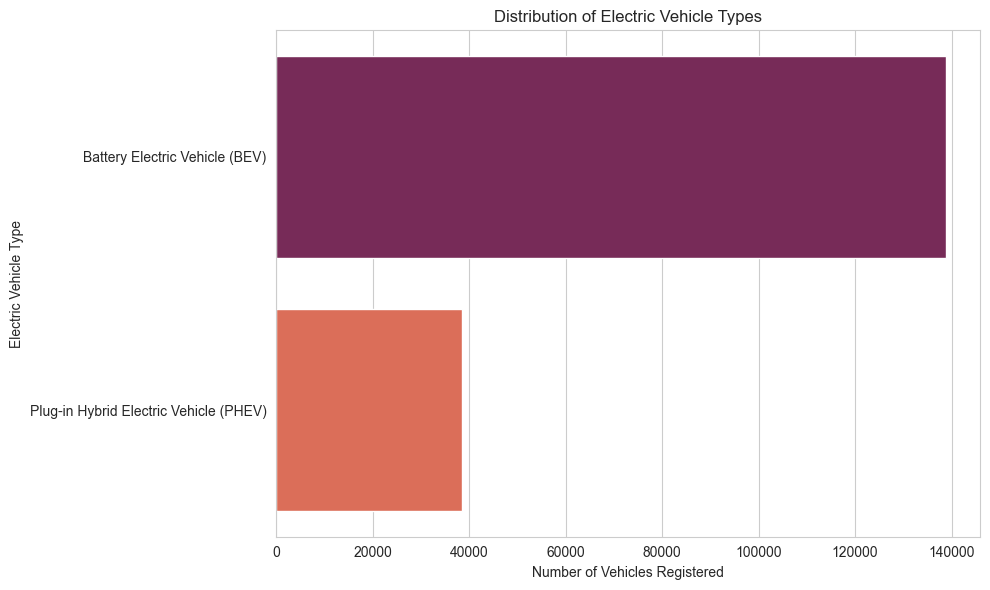 Distribution of Electric Vehicle Types
Electric Vehicle Type
Battery Electric Vehicle (BEV)
Plug-in Hybrid Electric Vehicle (PHEV)
0 20000 40000 60000 80000 100000 120000 140000
Number of Vehicles Registered